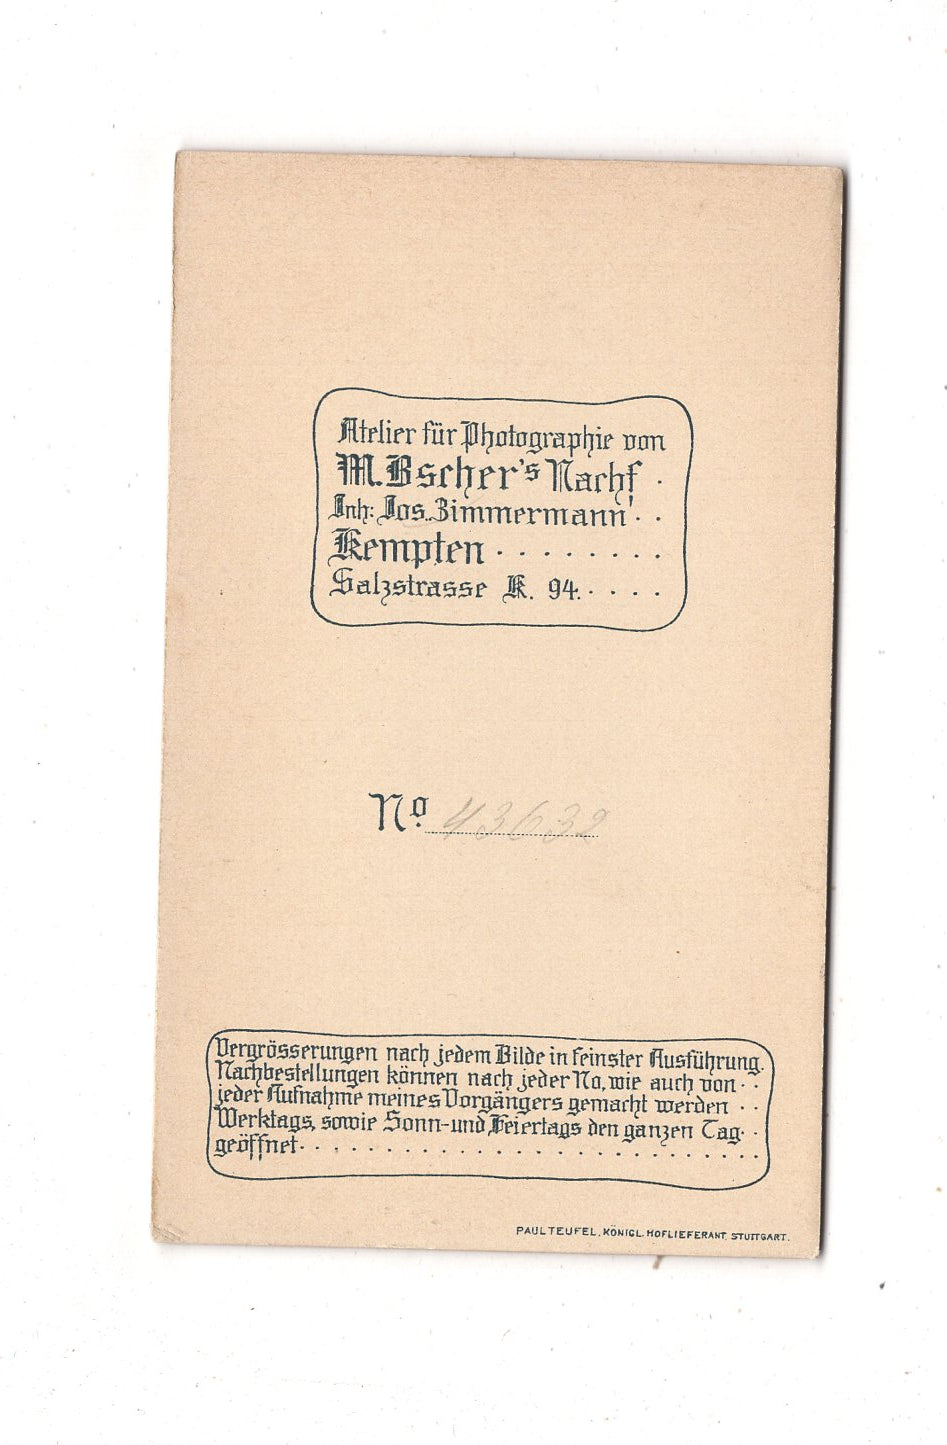 Atelier für Photographie von
M. Bscher's Nachf.
Inh: Jos. Zimmermann
Kempten
Salzstrasse K. 94.
No. 43632
Vergrösserungen nach jedem Bilde in feinster Ausführung.
Nachbestellungen können nach jeder No, wie auch von
jeder Aufnahme meines Vorgängers gemacht werden
Werktags, sowie Sonn-und Feiertags den ganzen Tag
geöffnet
PAUL TEUFEL, KÖNIGL. HOFLIEFERANT, STUTTGART.